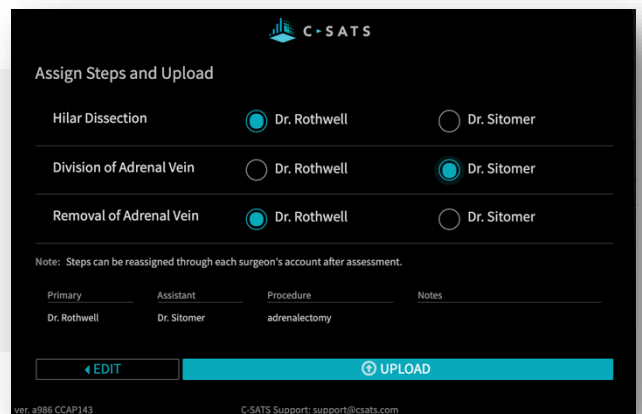 C-SATS
Assign Steps and Upload
Hilar Dissection Dr. Rothwell Dr. Sitomer
Division of Adrenal Vein Dr. Rothwell Dr. Sitomer
Removal of Adrenal Vein Dr. Rothwell Dr. Sitomer
Note: Steps can be reassigned through each surgeon's account after assessment.
Primary Assistant Procedure Notes
Dr. Rothwell Dr. Sitomer adrenalectomy
EDIT UPLOAD
ver. a986 CCAP143 C-SATS Support: support@csats.com